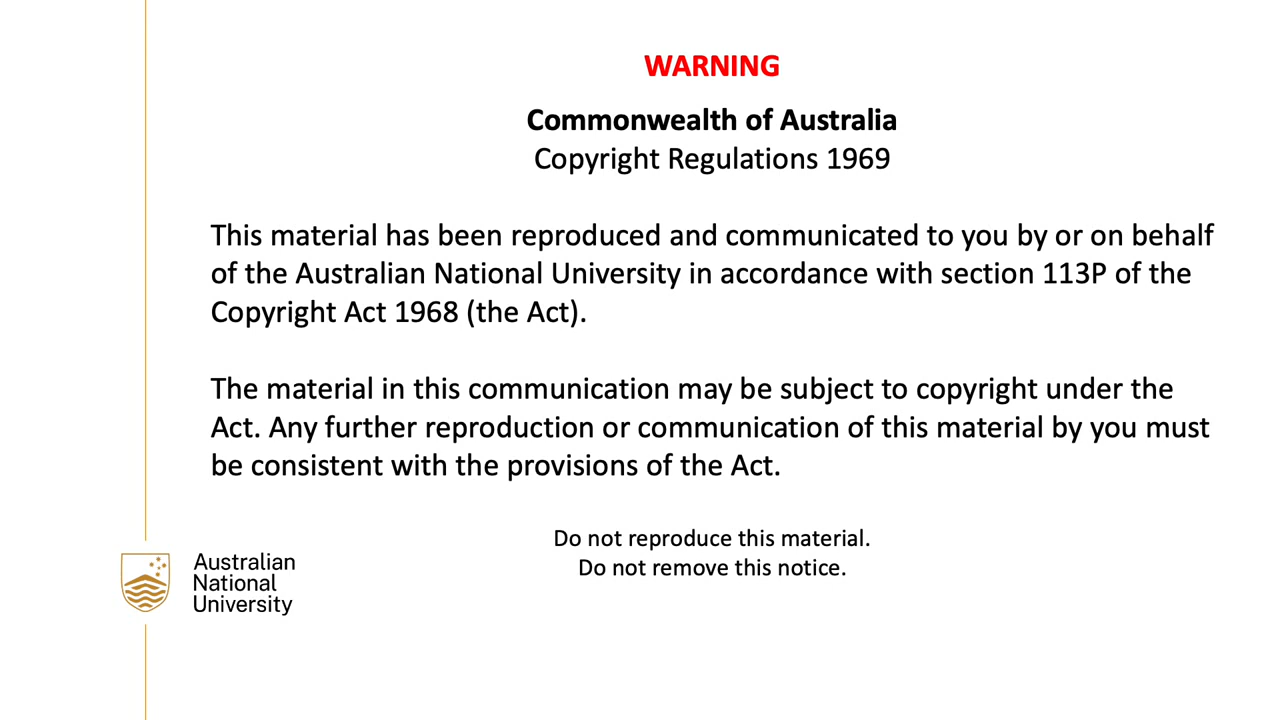 WARNING
Commonwealth of Australia
Copyright Regulations 1969
This material has been reproduced and communicated to you by or on behalf
of the Australian National University in accordance with section 113P of the
Copyright Act 1968 (the Act).
The material in this communication may be subject to copyright under the
Act. Any further reproduction or communication of this material by you must
be consistent with the provisions of the Act.
Do not reproduce this material.
Do not remove this notice.
Australian
National
University